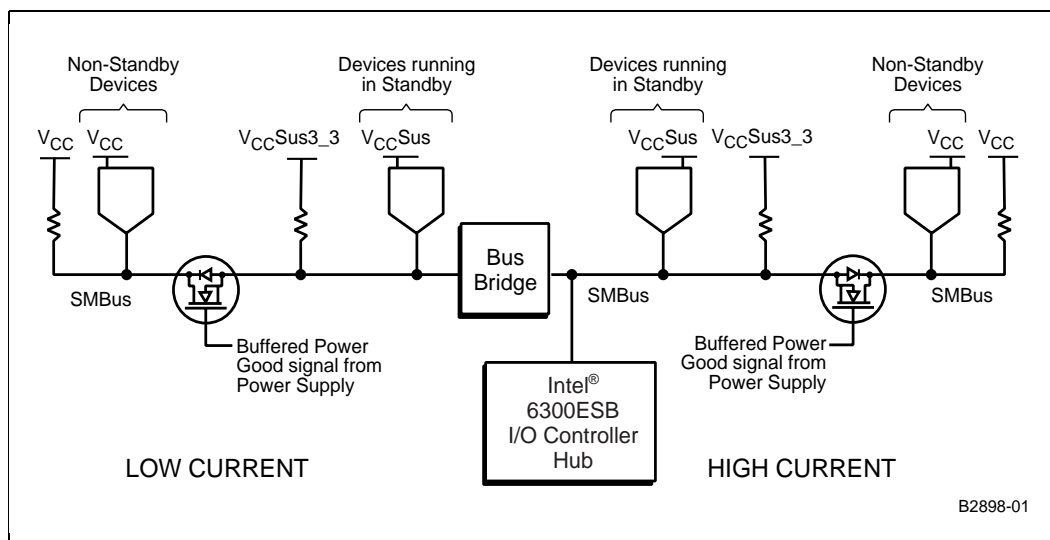 Non-Standby
Devices
Devices running
in Standby
Devices running
in Standby
Non-Standby
Devices
VCC
VCC
VCCSus3_3
VCCSus
VCCSus
VCCSus3_3
VCC
VCC
Bus
Bridge
SMBus
SMBus
SMBus
Buffered Power
Good signal from
Power Supply
Buffered Power
Good signal from
Power Supply
Intel®
6300ESB
I/O Controller
Hub
LOW CURRENT
HIGH CURRENT
B2898-01